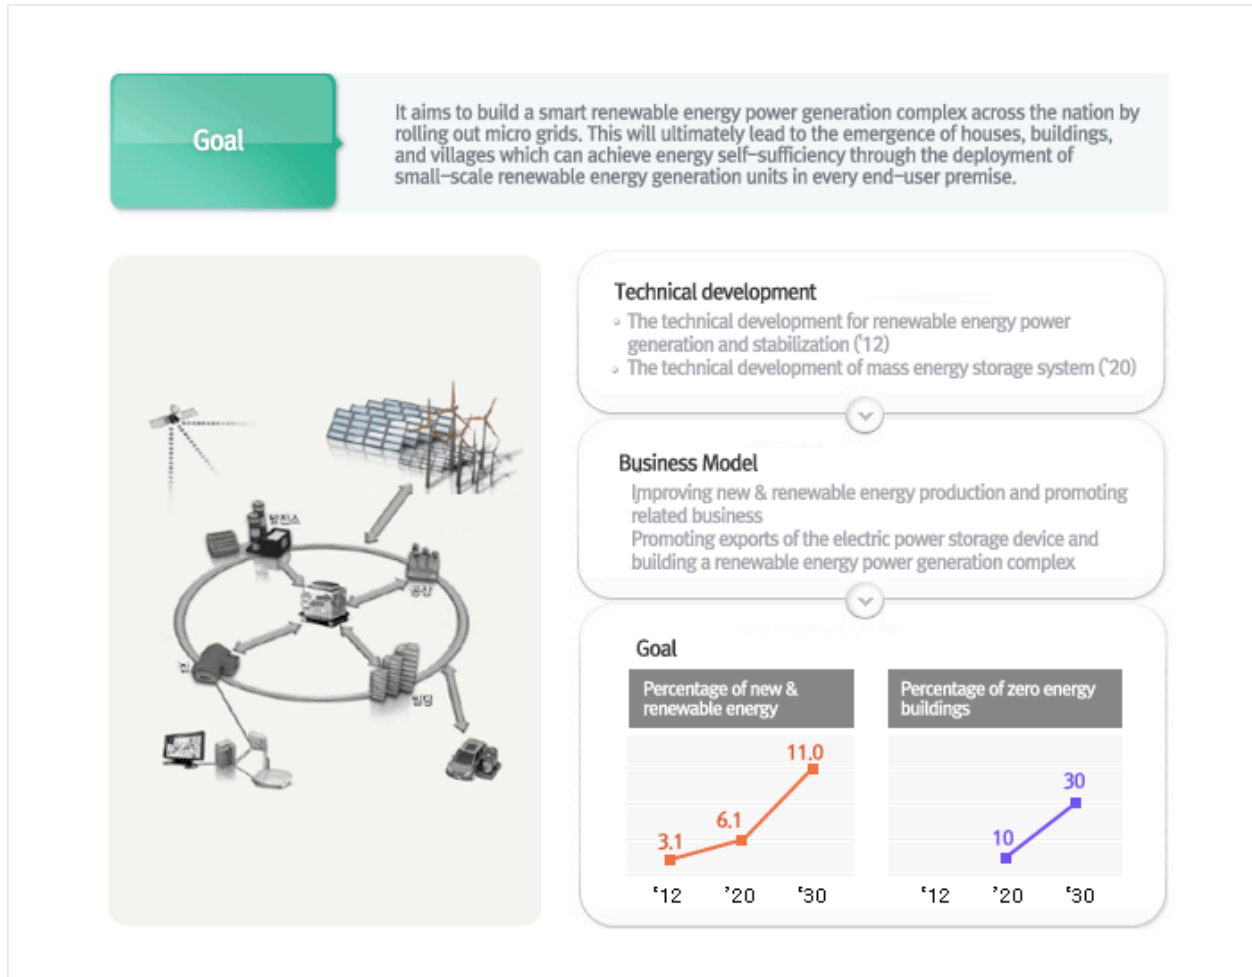 Goal
It aims to build a smart renewable energy power generation complex across the nation by
rolling out micro grids. This will ultimately lead to the emergence of houses, buildings,
and villages which can achieve energy self-sufficiency through the deployment of
small-scale renewable energy generation units in every end-user premise.
발전소
공장
빌딩
Technical development
• The technical development for renewable energy power
generation and stabilization ('12)
• The technical development of mass energy storage system ('20)
Business Model
Improving new & renewable energy production and promoting
related business
Promoting exports of the electric power storage device and
building a renewable energy power generation complex
Goal
Percentage of new &
renewable energy
11.0
6.1
3.1
'12 '20 '30
Percentage of zero energy
buildings
30
10
'12 '20 '30